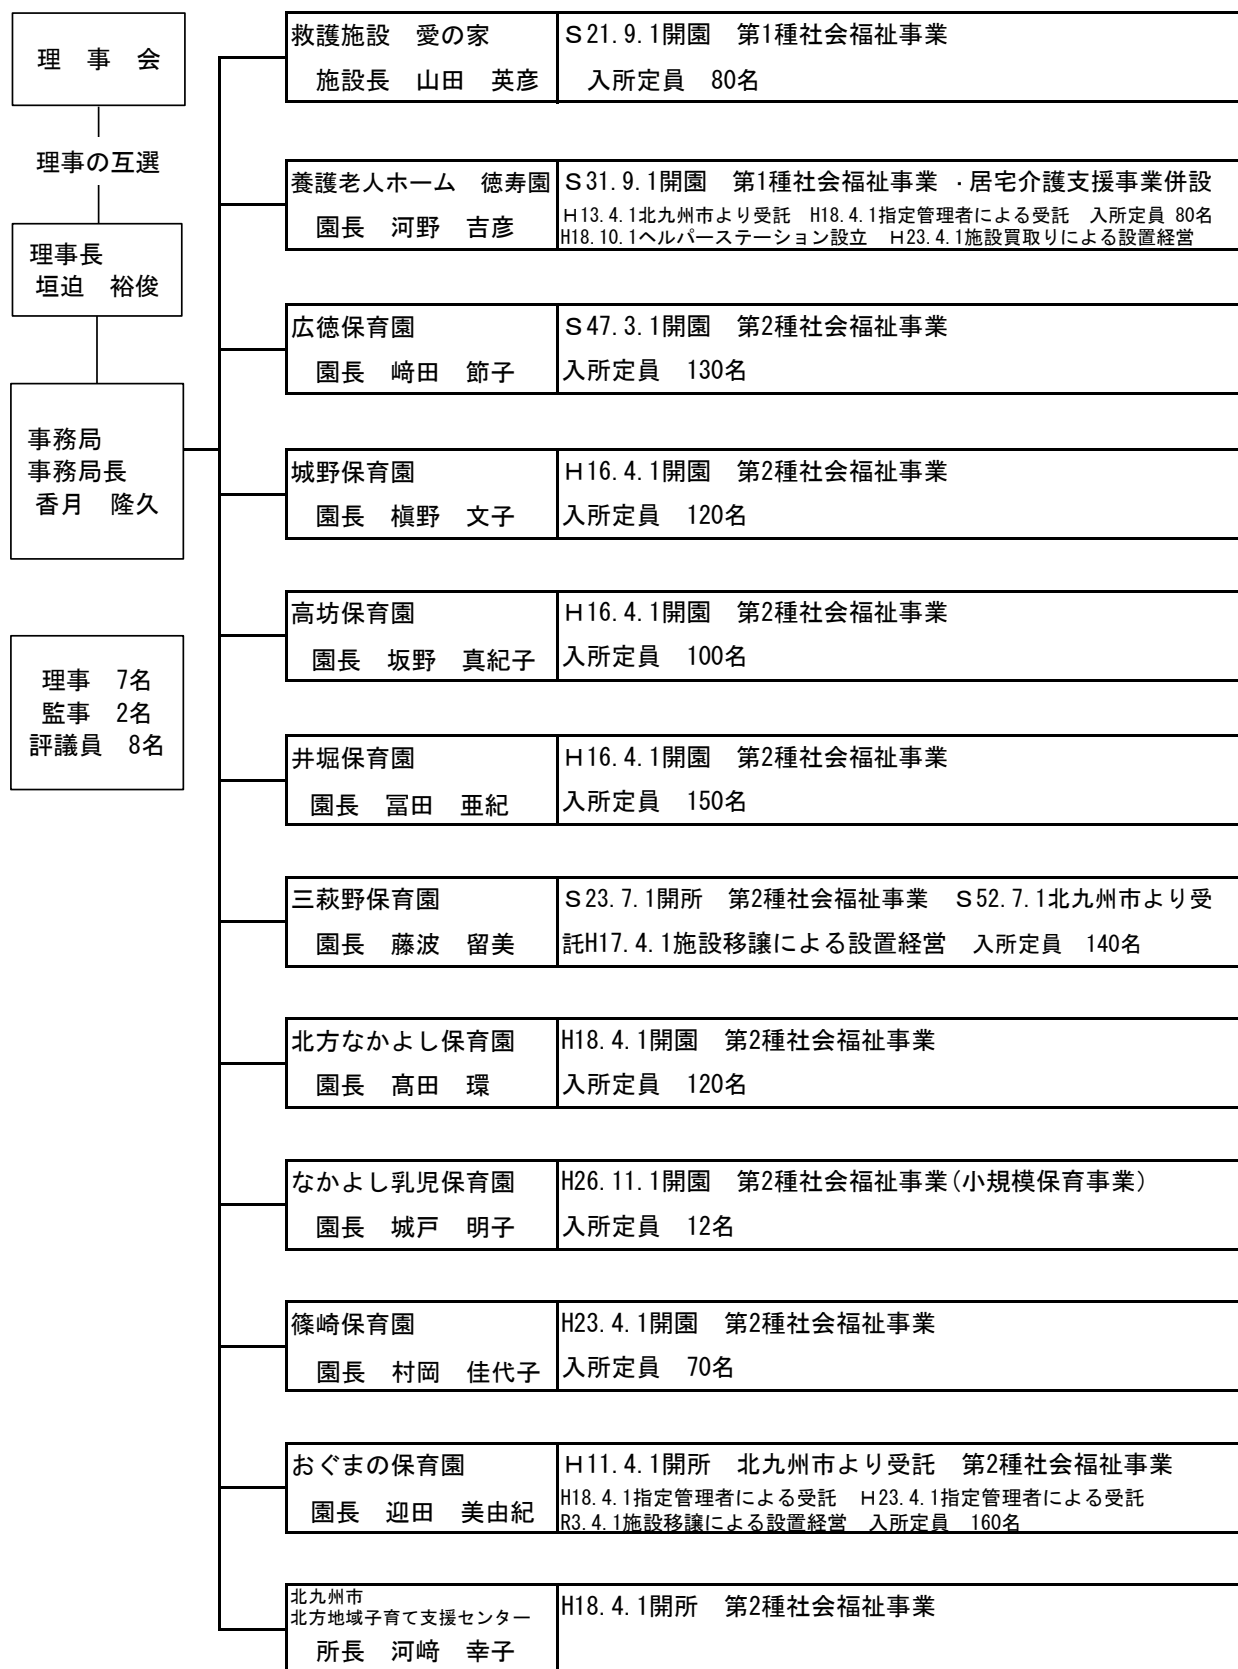 理　事　会
理事の互選
理事長
垣迫　裕俊
事務局
事務局長
香月　隆久
理事　7名
監事　2名
評議員　8名
救護施設　愛の家
施設長　山田　英彦
Ｓ21.9.1開園　第1種社会福祉事業
入所定員　80名
養護老人ホーム　徳寿園
園長　河野　吉彦
Ｓ31.9.1開園　第1種社会福祉事業　・居宅介護支援事業併設
Ｈ13.4.1北九州市より受託　H18.4.1指定管理者による受託　入所定員 80名
H18.10.1ヘルパーステーション設立　Ｈ23.4.1施設買取りによる設置経営
広徳保育園
園長　﨑田　節子
Ｓ47.3.1開園　第2種社会福祉事業
入所定員　130名
城野保育園
園長　槇野　文子
Ｈ16.4.1開園　第2種社会福祉事業
入所定員　120名
高坊保育園
園長　坂野　真紀子
Ｈ16.4.1開園　第2種社会福祉事業
入所定員　100名
井堀保育園
園長　冨田　亜紀
Ｈ16.4.1開園　第2種社会福祉事業
入所定員　150名
三萩野保育園
園長　藤波　留美
Ｓ23.7.1開所　第2種社会福祉事業　Ｓ52.7.1北九州市より受
託H17.4.1施設移譲による設置経営　入所定員　140名
北方なかよし保育園
園長　髙田　環
H18.4.1開園　第2種社会福祉事業
入所定員　120名
なかよし乳児保育園
園長　城戸　明子
H26.11.1開園　第2種社会福祉事業(小規模保育事業)
入所定員　12名
篠崎保育園
園長　村岡　佳代子
H23.4.1開園　第2種社会福祉事業
入所定員　70名
おぐまの保育園
園長　迎田　美由紀
Ｈ11.4.1開所　北九州市より受託　第2種社会福祉事業
H18.4.1指定管理者による受託　Ｈ23.4.1指定管理者による受託
R3.4.1施設移譲による設置経営　入所定員　160名
北九州市
北方地域子育て支援センター
所長　河﨑　幸子
H18.4.1開所　第2種社会福祉事業